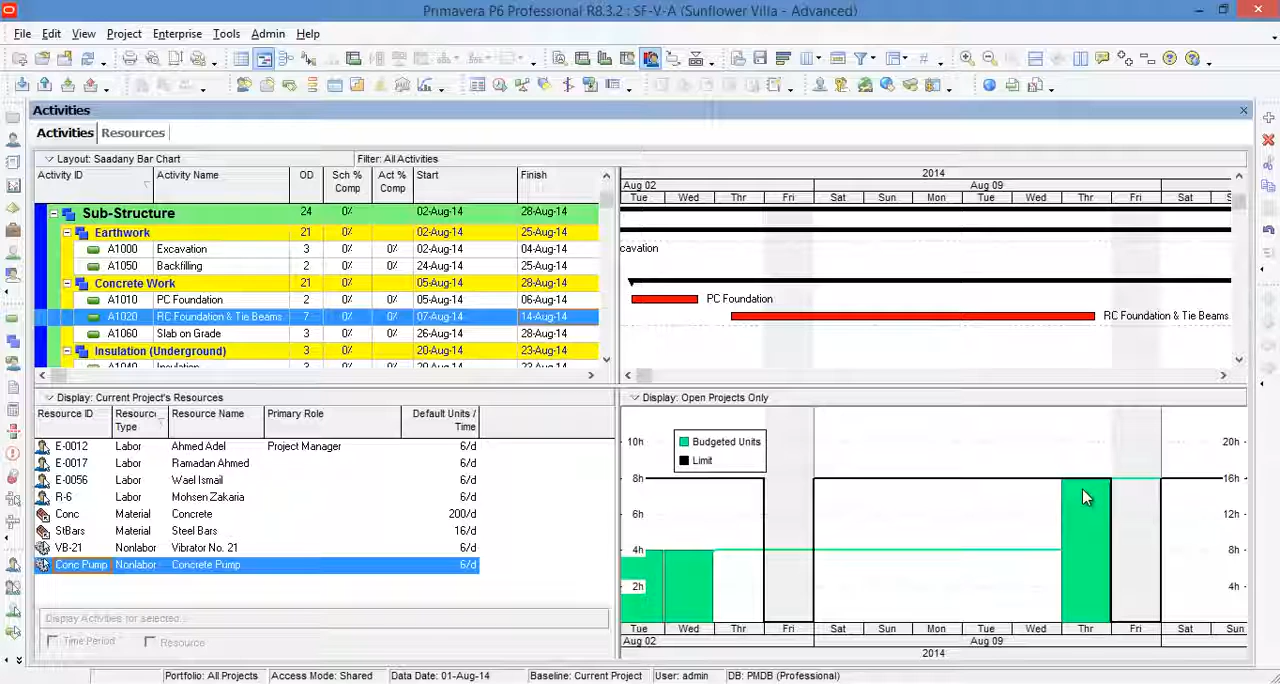 Primavera P6 Professional R8.3.2 : SF-V-A (Sunflower Villa - Advanced)
File Edit View Project Enterprise Tools Admin Help
Activities
Activities Resources
Layout: Saadany Bar Chart Filter: All Activities
Activity ID Activity Name OD Sch % Comp Act % Comp Start Finish
Sub-Structure 24 0% 02-Aug-14 28-Aug-14
Earthwork 21 0% 02-Aug-14 25-Aug-14
A1000 Excavation 3 0% 0% 02-Aug-14 04-Aug-14
A1050 Backfilling 2 0% 0% 24-Aug-14 25-Aug-14
Concrete Work 21 0% 05-Aug-14 28-Aug-14
A1010 PC Foundation 2 0% 0% 05-Aug-14 06-Aug-14
A1020 RC Foundation & Tie Beams 7 0% 0% 07-Aug-14 14-Aug-14
A1060 Slab on Grade 3 0% 0% 26-Aug-14 28-Aug-14
Insulation (Underground) 3 0% 20-Aug-14 23-Aug-14
2014
Aug 02 Aug 09
Tue Wed Thr Fri Sat Sun Mon Tue Wed Thr Fri Sat S
cavation
PC Foundation
RC Foundation & Tie Beams
Display: Current Project's Resources
Resource ID Resourc Type Resource Name Primary Role Default Units / Time
E-0012 Labor Ahmed Adel Project Manager 6/d
E-0017 Labor Ramadan Ahmed 6/d
E-0056 Labor Wael Ismail 6/d
R-6 Labor Mohsen Zakaria 6/d
Conc Material Concrete 200/d
StBars Material Steel Bars 16/d
VB-21 Nonlabor Vibrator No. 21 6/d
Conc Pump Nonlabor Concrete Pump 6/d
Display Activities for selected...
Time Period Resource
Display: Open Projects Only
Budgeted Units
Limit
10h 20h
8h 16h
6h 12h
4h 8h
2h 4h
Tue Wed Thr Fri Sat Sun Mon Tue Wed Thr Fri Sat Sun
Aug 02 Aug 09
2014
Portfolio: All Projects Access Mode: Shared Data Date: 01-Aug-14 Baseline: Current Project User: admin DB: PMDB (Professional)